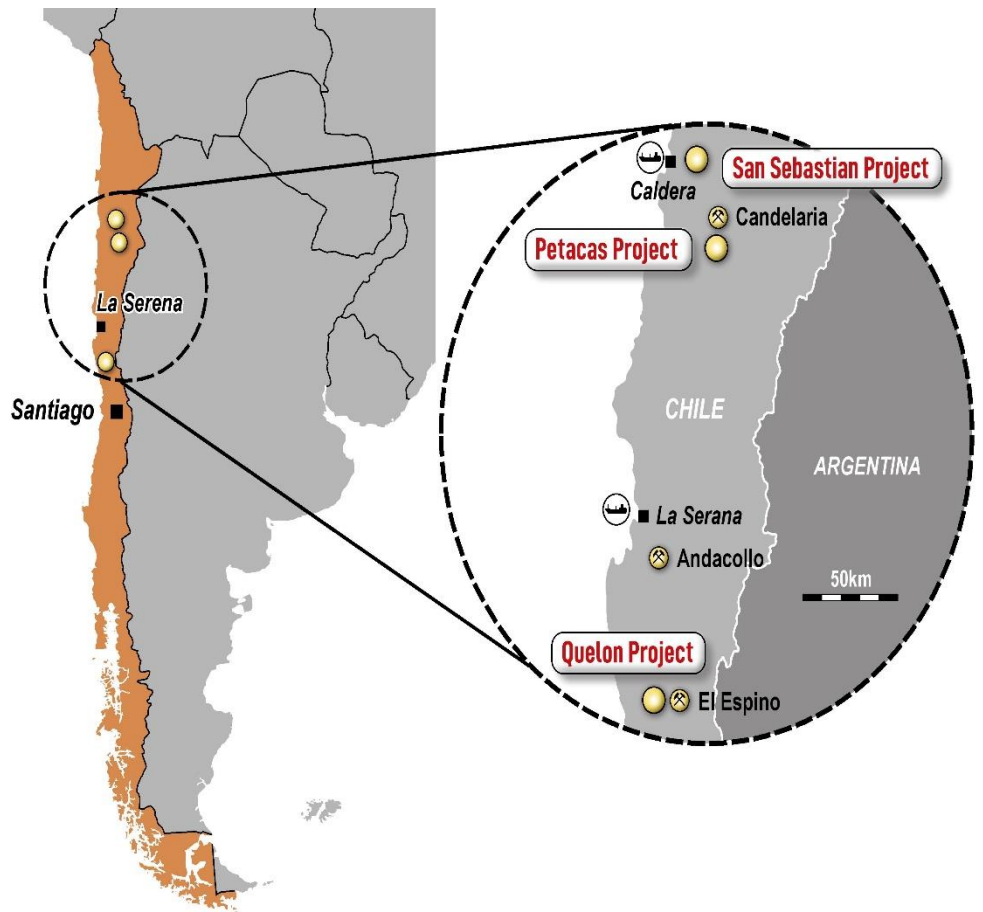 La Serena
Santiago
San Sebastian Project
Caldera
Candelaria
Petacas Project
CHILE
ARGENTINA
La Serana
Andacollo
50km
Quelon Project
El Espino